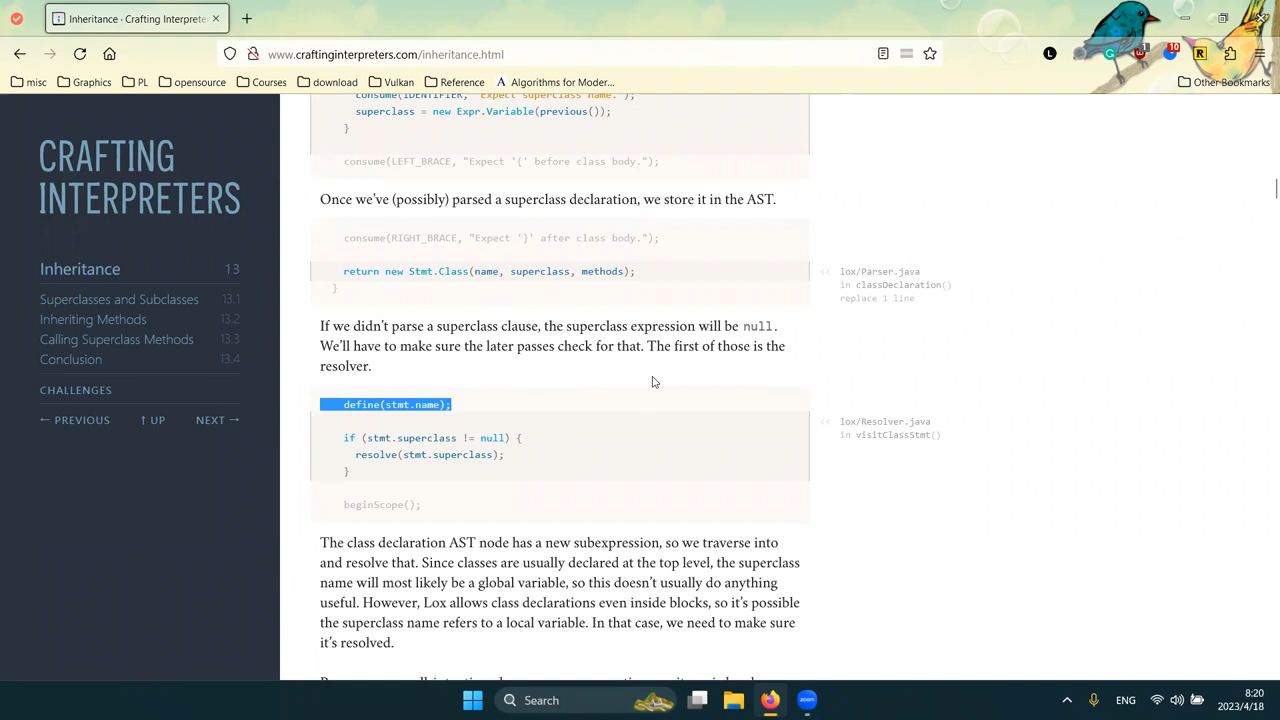 Inheritance · Crafting Interpreter
www.craftinginterpreters.com/inheritance.html
L
G
1
10
R
misc
Graphics
PL
opensource
Courses
download
Vulkan
Reference
Algorithms for Moder...
Other Bookmarks
CRAFTING
INTERPRETERS
Inheritance 13
Superclasses and Subclasses 13.1
Inheriting Methods 13.2
Calling Superclass Methods 13.3
Conclusion 13.4
CHALLENGES
← PREVIOUS ↑ UP NEXT →
consume(IDENTIFIER, "Expect superclass name.");
superclass = new Expr.Variable(previous());
}
consume(LEFT_BRACE, "Expect '{' before class body.");
Once we've (possibly) parsed a superclass declaration, we store it in the AST.
consume(RIGHT_BRACE, "Expect '}' after class body.");
return new Stmt.Class(name, superclass, methods);
}
<< lox/Parser.java
in classDeclaration()
replace 1 line
If we didn't parse a superclass clause, the superclass expression will be null.
We'll have to make sure the later passes check for that. The first of those is the
resolver.
define(stmt.name);
if (stmt.superclass != null) {
resolve(stmt.superclass);
}
beginScope();
<< lox/Resolver.java
in visitClassStmt()
The class declaration AST node has a new subexpression, so we traverse into
and resolve that. Since classes are usually declared at the top level, the superclass
name will most likely be a global variable, so this doesn't usually do anything
useful. However, Lox allows class declarations even inside blocks, so it's possible
the superclass name refers to a local variable. In that case, we need to make sure
it's resolved.
Search
zoom
ENG
8:20
2023/4/18